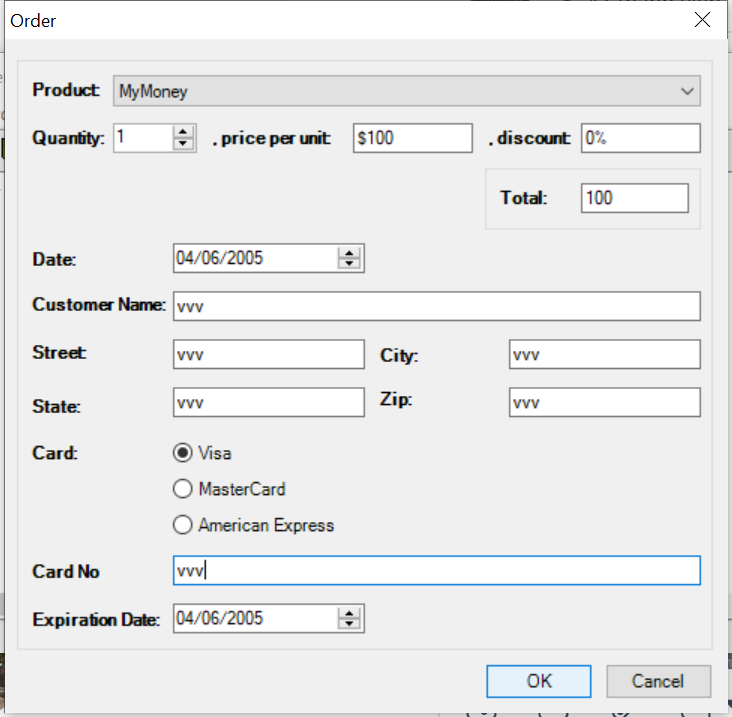 Order
Product: MyMoney
Quantity: 1 , price per unit: $100 , discount: 0%
Total: 100
Date: 04/06/2005
Customer Name: vvv
Street: vvv City: vvv
State: vvv Zip: vvv
Card: Visa
MasterCard
American Express
Card No vvv
Expiration Date: 04/06/2005
OK Cancel